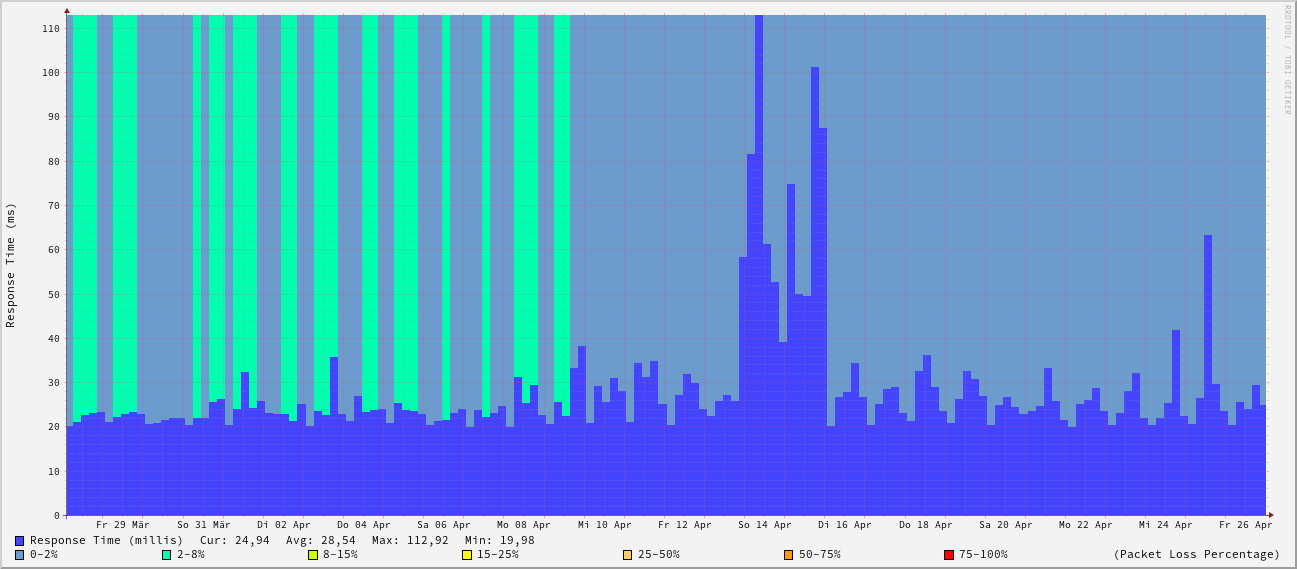 RRDTOOL / TOBI OETIKER
Response Time (ms)
110
100
90
80
70
60
50
40
30
20
10
0
Fr 29 Mär So 31 Mär Di 02 Apr Do 04 Apr Sa 06 Apr Mo 08 Apr Mi 10 Apr Fr 12 Apr So 14 Apr Di 16 Apr Do 18 Apr Sa 20 Apr Mo 22 Apr Mi 24 Apr Fr 26 Apr
Response Time (millis) Cur: 24,94 Avg: 28,54 Max: 112,92 Min: 19,98
0-2% 2-8% 8-15% 15-25% 25-50% 50-75% 75-100% (Packet Loss Percentage)